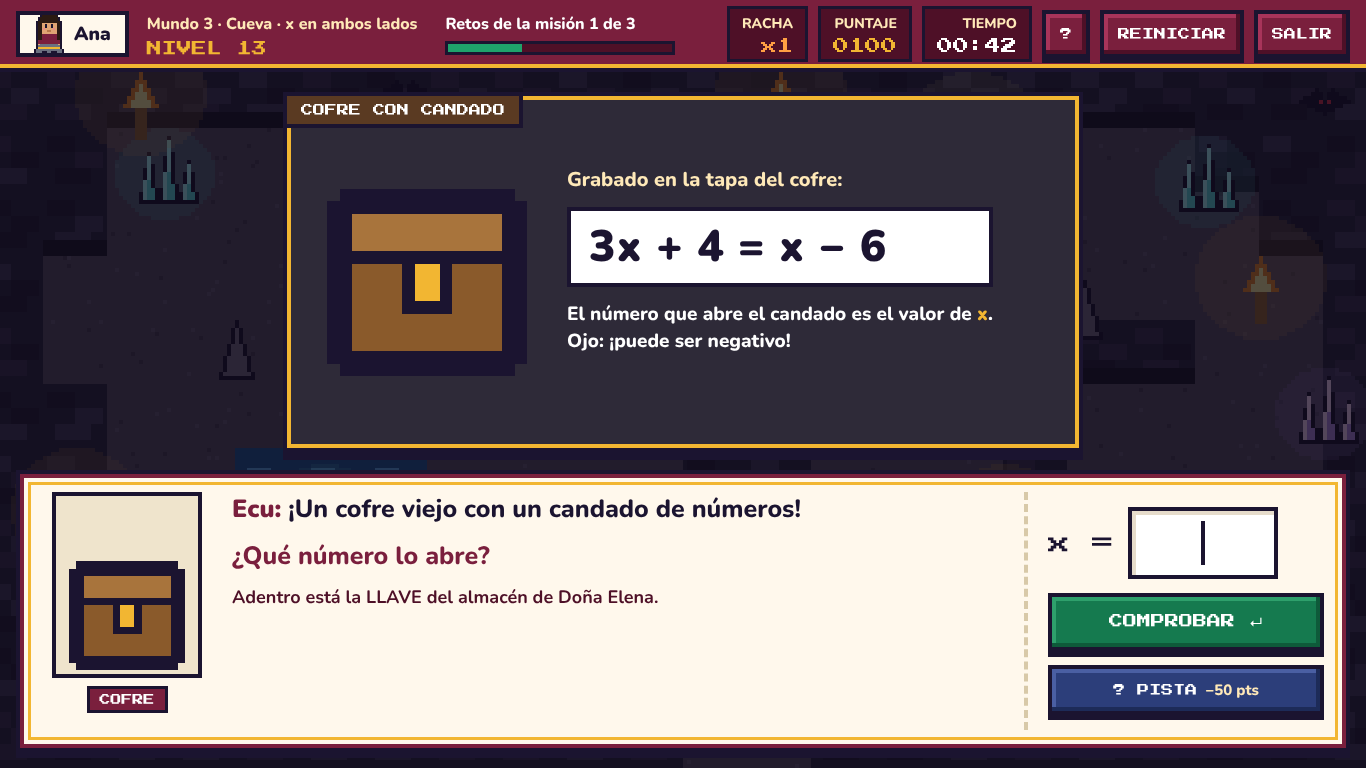 Ana
Mundo 3 · Cueva · x en ambos lados
NIVEL 13
Retos de la misión 1 de 3
RACHA
x1
PUNTAJE
0100
TIEMPO
00:42
?
REINICIAR
SALIR
COFRE CON CANDADO
Grabado en la tapa del cofre:
3x + 4 = x − 6
El número que abre el candado es el valor de x.
Ojo: ¡puede ser negativo!
Ecu: ¡Un cofre viejo con un candado de números!
¿Qué número lo abre?
Adentro está la LLAVE del almacén de Doña Elena.
COFRE
x =
COMPROBAR ↵
? PISTA −50 pts